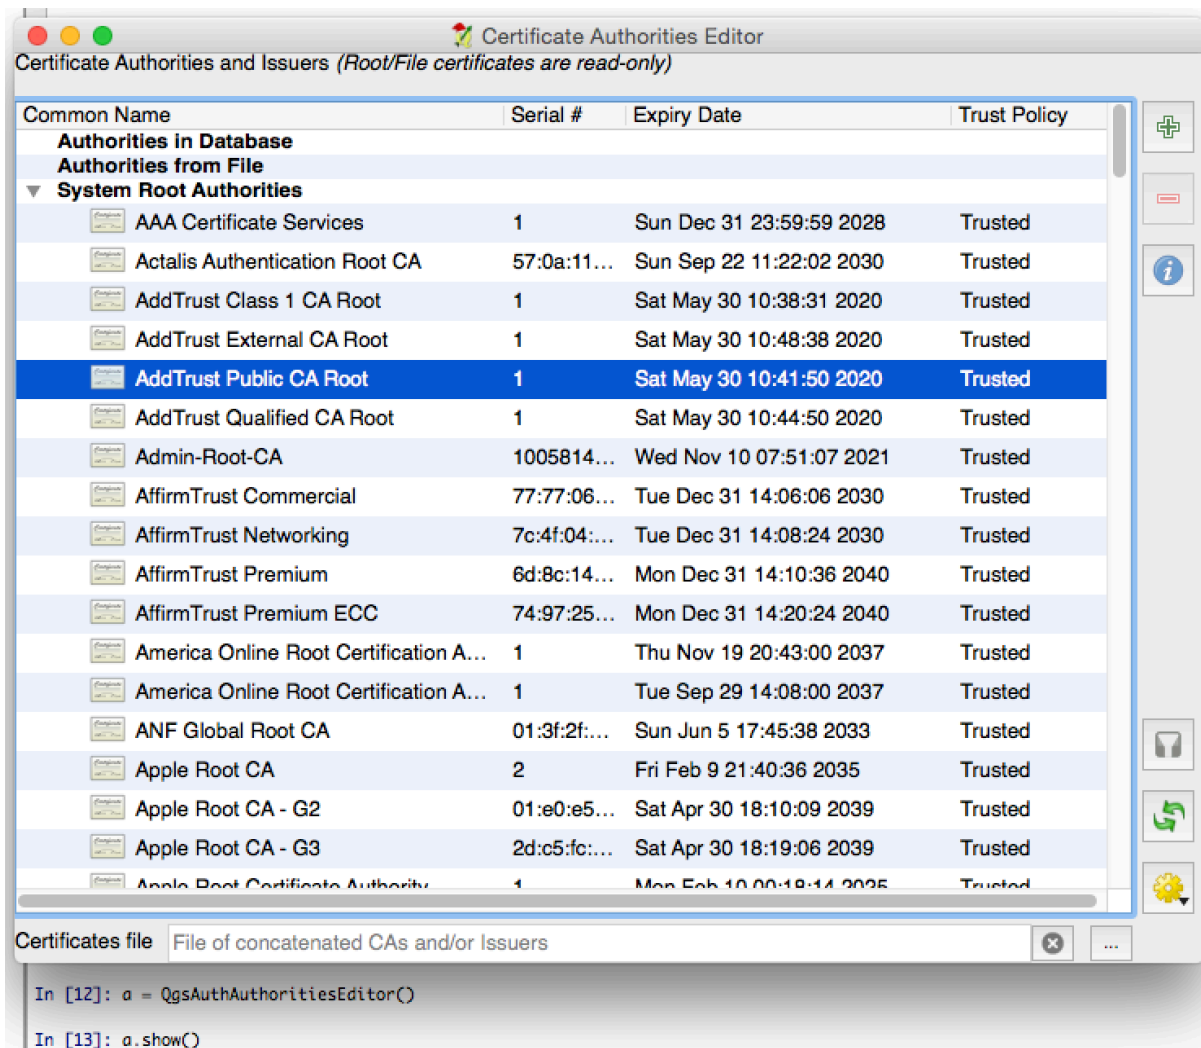 Certificate Authorities Editor
Certificate Authorities and Issuers (Root/File certificates are read-only)
Common Name Serial # Expiry Date Trust Policy
Authorities in Database
Authorities from File
System Root Authorities
AAA Certificate Services 1 Sun Dec 31 23:59:59 2028 Trusted
Actalis Authentication Root CA 57:0a:11... Sun Sep 22 11:22:02 2030 Trusted
AddTrust Class 1 CA Root 1 Sat May 30 10:38:31 2020 Trusted
AddTrust External CA Root 1 Sat May 30 10:48:38 2020 Trusted
AddTrust Public CA Root 1 Sat May 30 10:41:50 2020 Trusted
AddTrust Qualified CA Root 1 Sat May 30 10:44:50 2020 Trusted
Admin-Root-CA 1005814... Wed Nov 10 07:51:07 2021 Trusted
AffirmTrust Commercial 77:77:06... Tue Dec 31 14:06:06 2030 Trusted
AffirmTrust Networking 7c:4f:04:... Tue Dec 31 14:08:24 2030 Trusted
AffirmTrust Premium 6d:8c:14... Mon Dec 31 14:10:36 2040 Trusted
AffirmTrust Premium ECC 74:97:25... Mon Dec 31 14:20:24 2040 Trusted
America Online Root Certification A... 1 Thu Nov 19 20:43:00 2037 Trusted
America Online Root Certification A... 1 Tue Sep 29 14:08:00 2037 Trusted
ANF Global Root CA 01:3f:2f:... Sun Jun 5 17:45:38 2033 Trusted
Apple Root CA 2 Fri Feb 9 21:40:36 2035 Trusted
Apple Root CA - G2 01:e0:e5... Sat Apr 30 18:10:09 2039 Trusted
Apple Root CA - G3 2d:c5:fc:... Sat Apr 30 18:19:06 2039 Trusted
Apple Root Certificate Authority 1 Mon Feb 10 00:18:14 2025 Trusted
Certificates file File of concatenated CAs and/or Issuers ...
In [12]: a = QgsAuthAuthoritiesEditor()
In [13]: a.show()